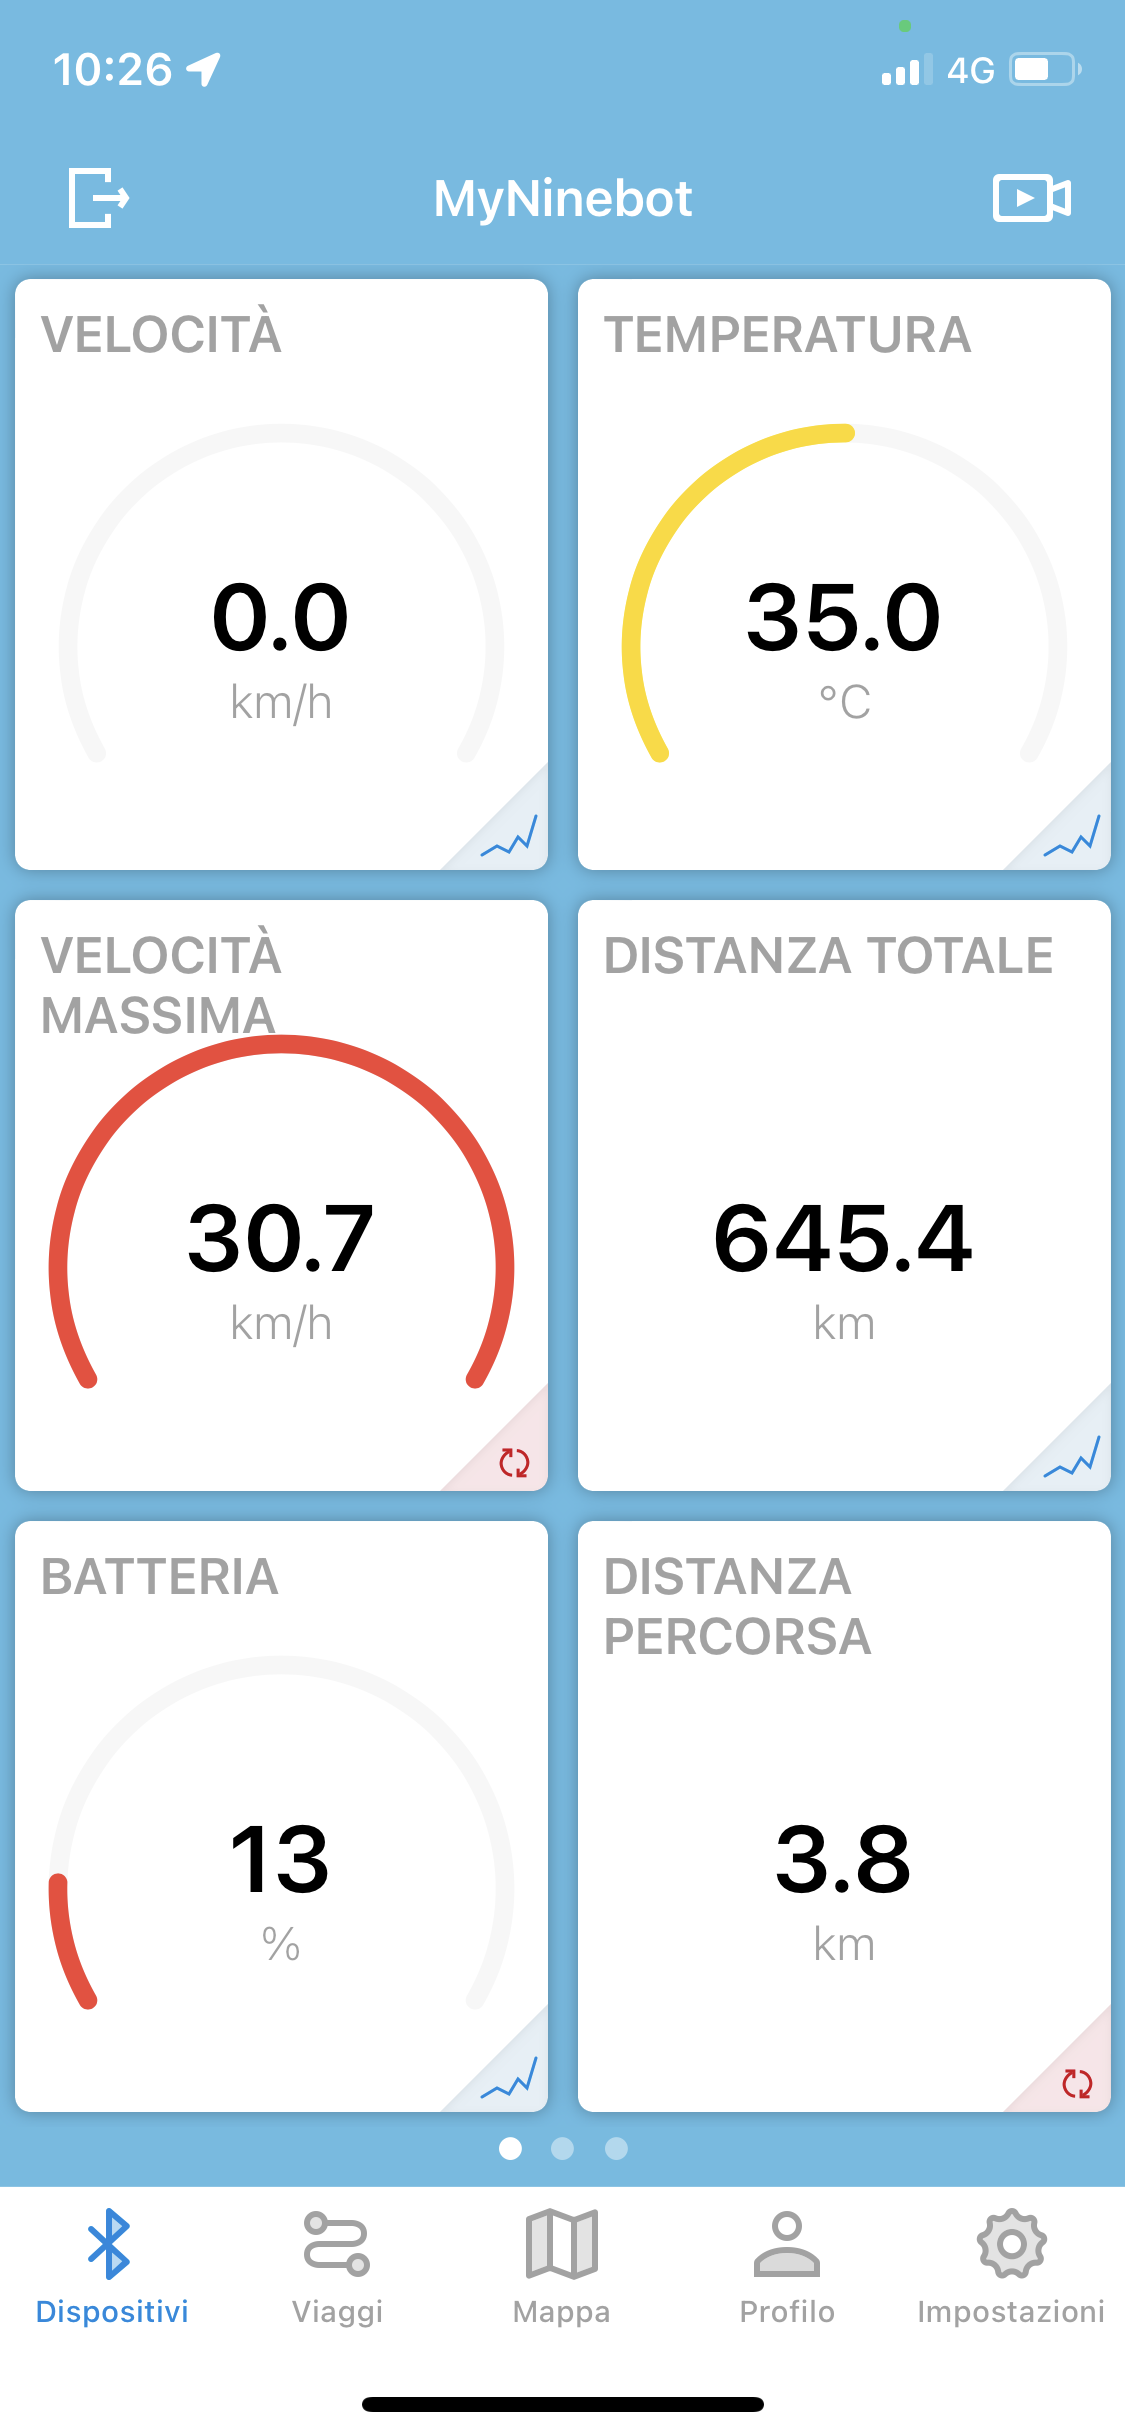 10:26
4G
MyNinebot
VELOCITÀ
0.0
km/h
TEMPERATURA
35.0
°C
VELOCITÀ
MASSIMA
30.7
km/h
DISTANZA TOTALE
645.4
km
BATTERIA
13
%
DISTANZA
PERCORSA
3.8
km
Dispositivi
Viaggi
Mappa
Profilo
Impostazioni